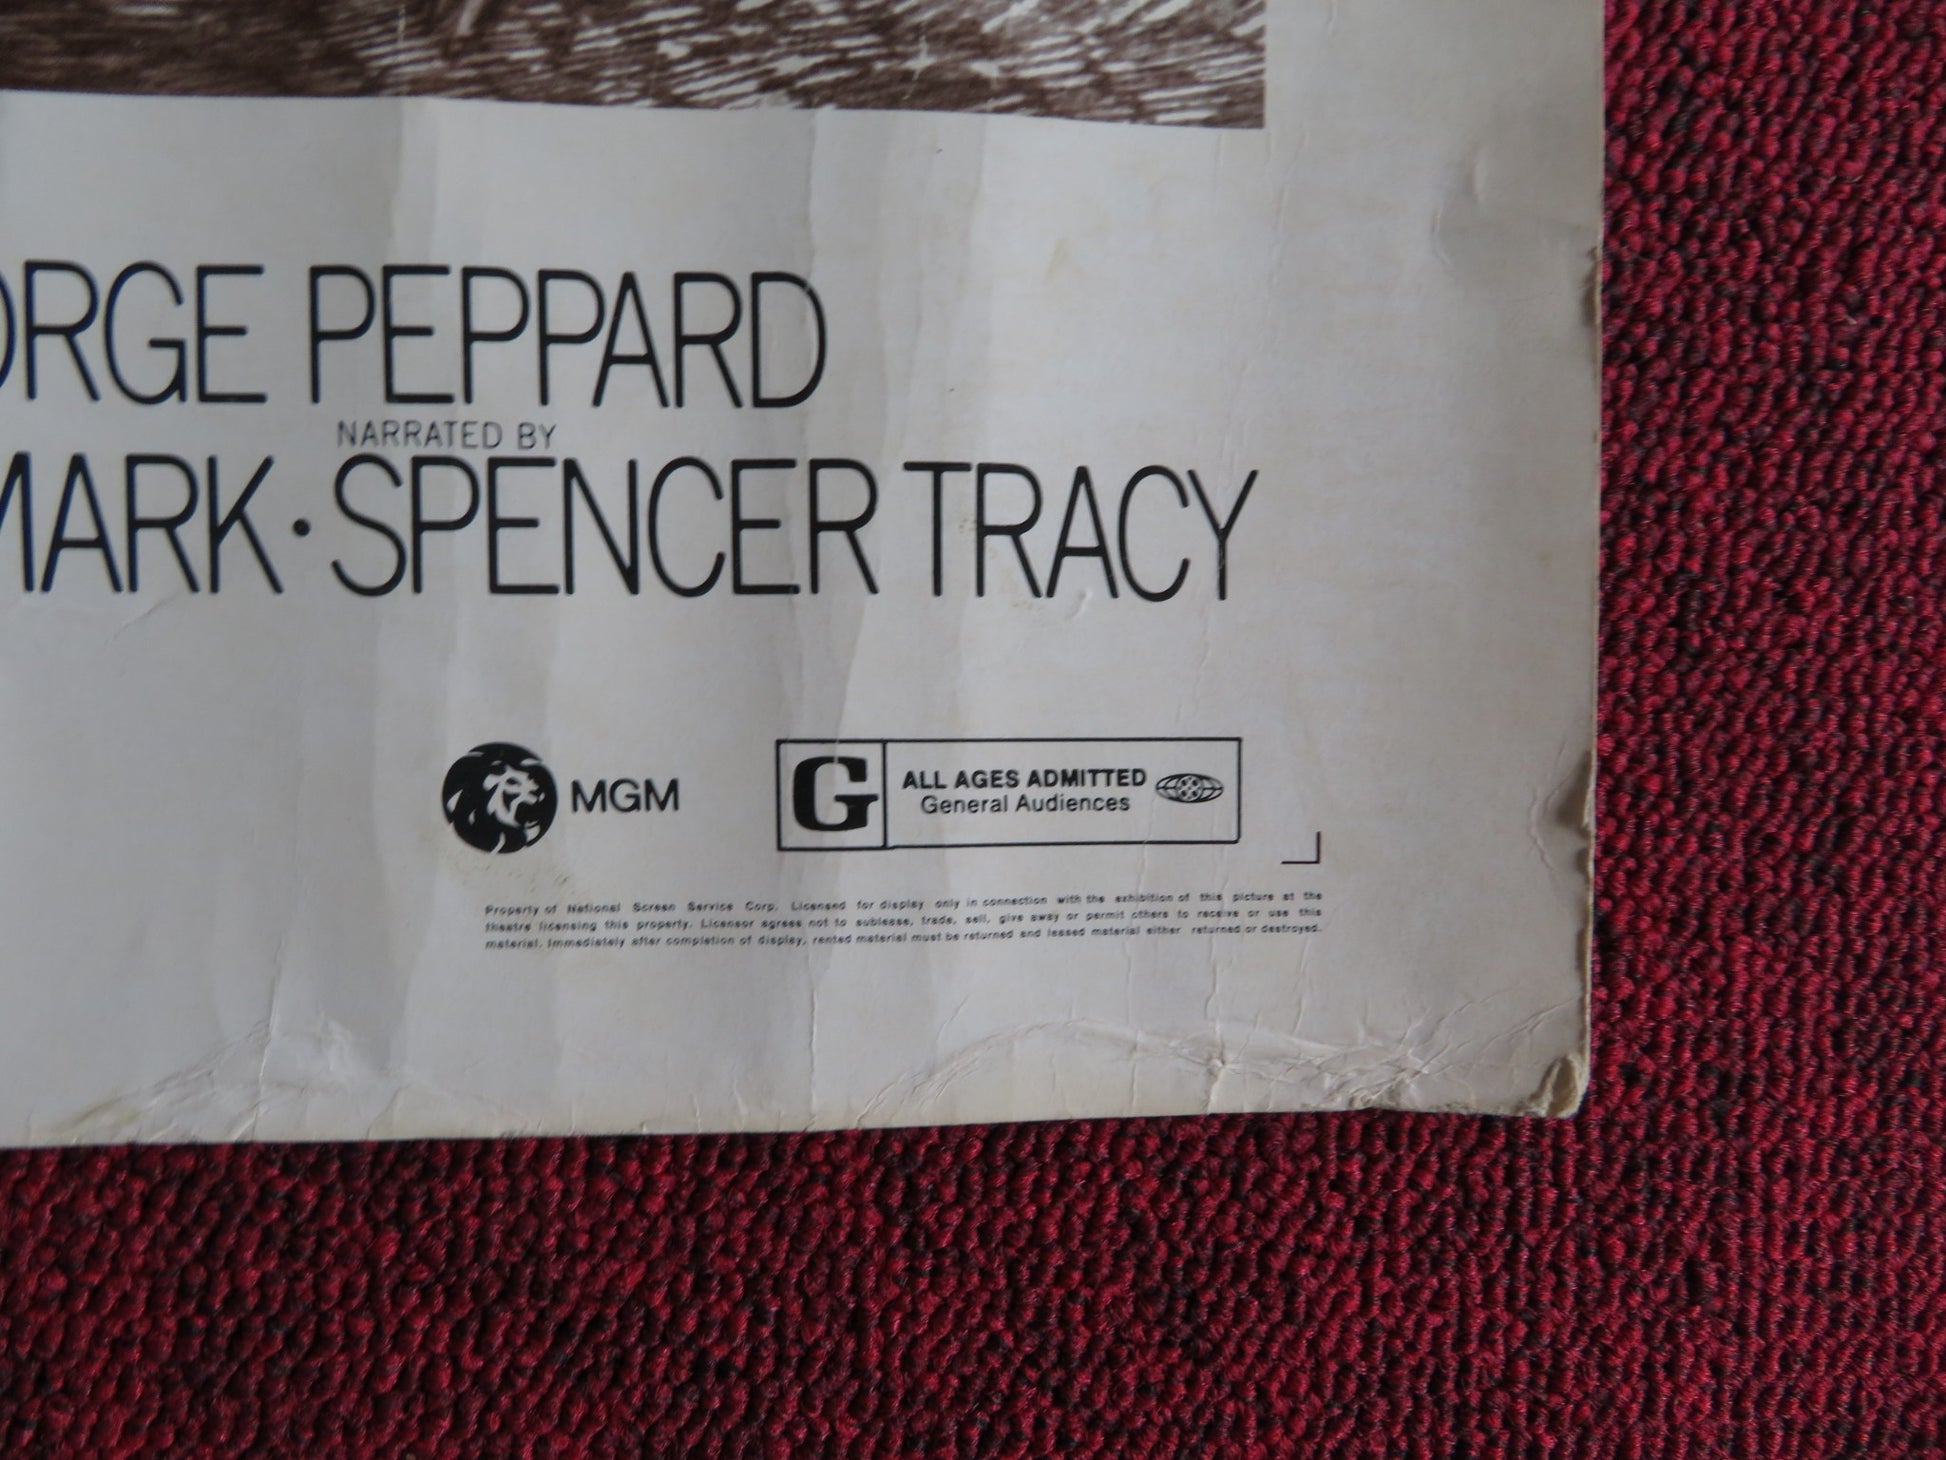 ORGE PEPPARD
NARRATED BY
MARK · SPENCER TRACY
MGM
G
ALL AGES ADMITTED
General Audiences
Property of National Screen Service Corp. Licensed for display only in connection with the exhibition of this picture at the
theatre licensing this property. Licensor agrees not to sublease, trade, sell, give away or permit others to receive or use this
material. Immediately after completion of display, rented material must be returned and leased material either returned or destroyed.